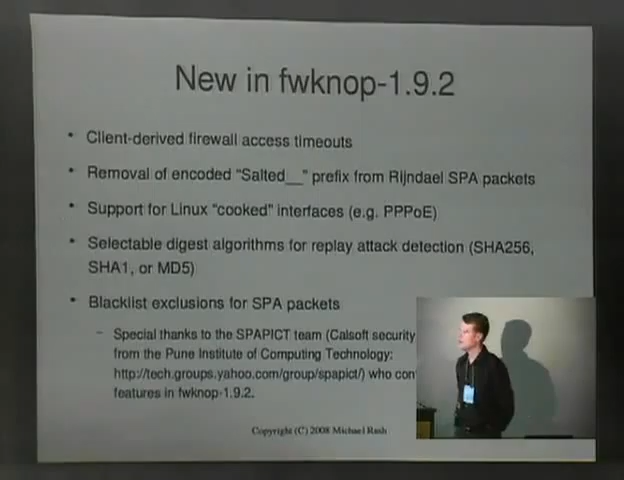 New in fwknop-1.9.2
• Client-derived firewall access timeouts
• Removal of encoded "Salted__" prefix from Rijndael SPA packets
• Support for Linux "cooked" interfaces (e.g. PPPoE)
• Selectable digest algorithms for replay attack detection (SHA256,
SHA1, or MD5)
• Blacklist exclusions for SPA packets
– Special thanks to the SPAPICT team (Calsoft security
from the Pune Institute of Computing Technology:
http://tech.groups.yahoo.com/group/spapict/) who con
features in fwknop-1.9.2.
Copyright (C) 2008 Michael Rash